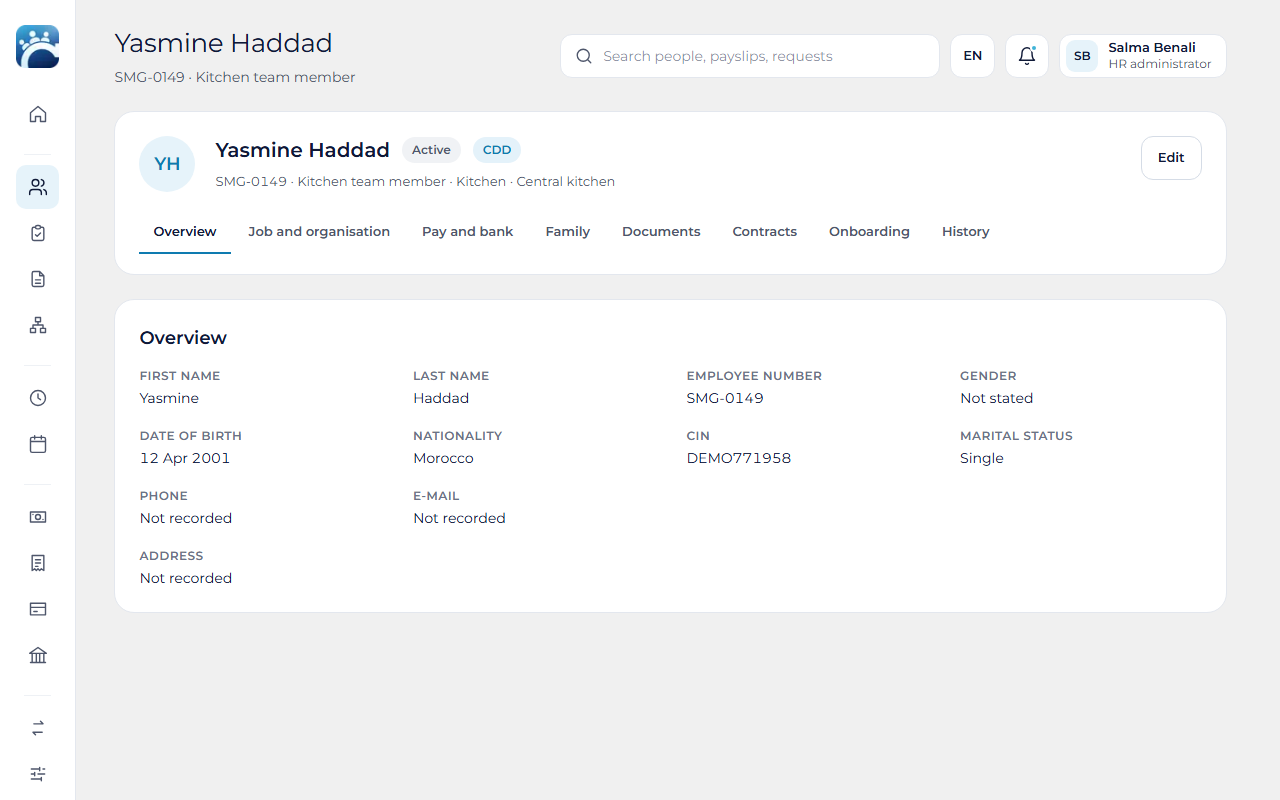 Yasmine Haddad
SMG-0149 · Kitchen team member
Search people, payslips, requests
EN
SB
Salma Benali
HR administrator
YH
Yasmine Haddad
Active
CDD
SMG-0149 · Kitchen team member · Kitchen · Central kitchen
Edit
Overview
Job and organisation
Pay and bank
Family
Documents
Contracts
Onboarding
History
Overview
FIRST NAME
Yasmine
LAST NAME
Haddad
EMPLOYEE NUMBER
SMG-0149
GENDER
Not stated
DATE OF BIRTH
12 Apr 2001
NATIONALITY
Morocco
CIN
DEMO771958
MARITAL STATUS
Single
PHONE
Not recorded
E-MAIL
Not recorded
ADDRESS
Not recorded